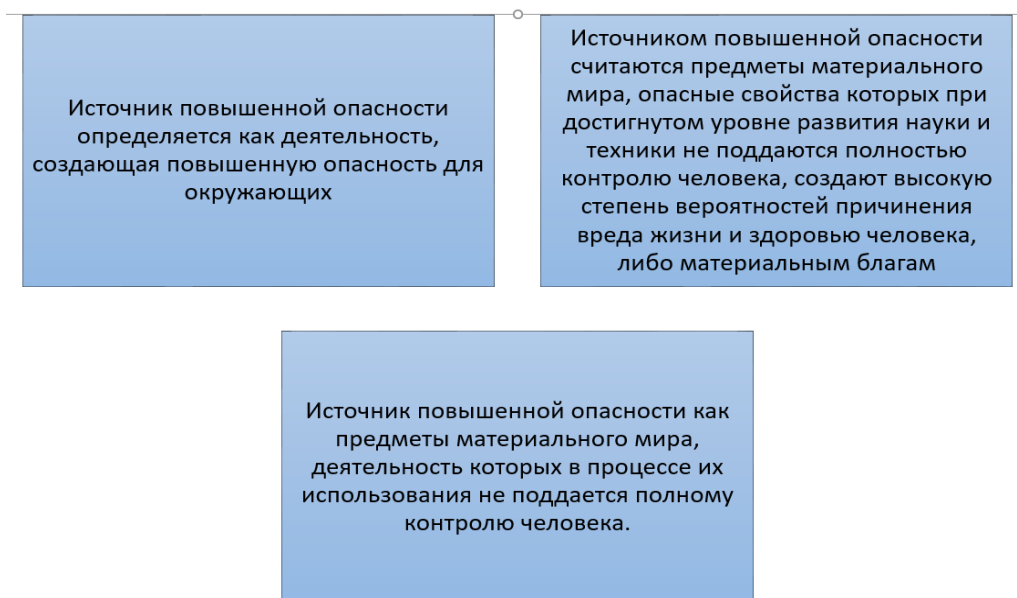 Источник повышенной опасности
определяется как деятельность,
создающая повышенную опасность для
окружающих
Источником повышенной опасности
считаются предметы материального
мира, опасные свойства которых при
достигнутом уровне развития науки и
техники не поддаются полностью
контролю человека, создают высокую
степень вероятностей причинения
вреда жизни и здоровью человека,
либо материальным благам
Источник повышенной опасности как
предметы материального мира,
деятельность которых в процессе их
использования не поддается полному
контролю человека.